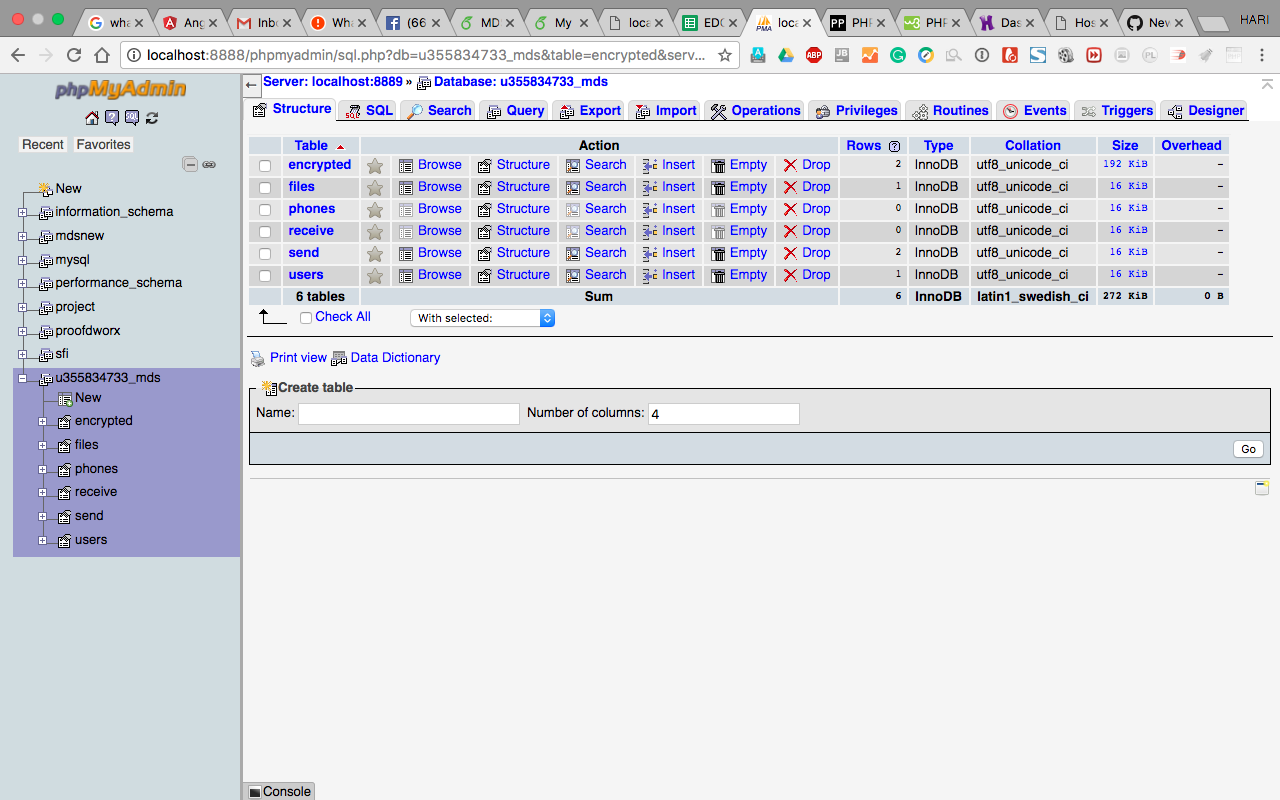 wha
Ang
Inbo
Wha
(66
MD
My
loca
EDC
loca
PHF
PHF
Das
Hos
New
HARI
localhost:8888/phpmyadmin/sql.php?db=u355834733_mds&table=encrypted&serv...
phpMyAdmin
Recent Favorites
New
information_schema
mdsnew
mysql
performance_schema
project
proofdworx
sfi
u355834733_mds
New
encrypted
files
phones
receive
send
users
Server: localhost:8889 » Database: u355834733_mds
Structure SQL Search Query Export Import Operations Privileges Routines Events Triggers Designer
Table Action Rows Type Collation Size Overhead
encrypted Browse Structure Search Insert Empty Drop 2 InnoDB utf8_unicode_ci 192 KiB –
files Browse Structure Search Insert Empty Drop 1 InnoDB utf8_unicode_ci 16 KiB –
phones Browse Structure Search Insert Empty Drop 0 InnoDB utf8_unicode_ci 16 KiB –
receive Browse Structure Search Insert Empty Drop 0 InnoDB utf8_unicode_ci 16 KiB –
send Browse Structure Search Insert Empty Drop 2 InnoDB utf8_unicode_ci 16 KiB –
users Browse Structure Search Insert Empty Drop 1 InnoDB utf8_unicode_ci 16 KiB –
6 tables Sum 6 InnoDB latin1_swedish_ci 272 KiB 0 B
Check All With selected:
Print view Data Dictionary
Create table
Name: Number of columns: 4
Go
Console